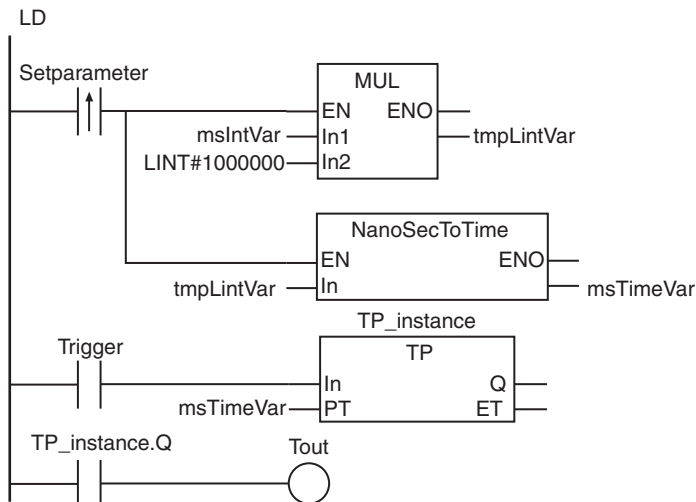 LD
Setparameter
MUL
EN ENO
msIntVar In1 tmpLintVar
LINT#1000000 In2
NanoSecToTime
EN ENO
tmpLintVar In msTimeVar
TP_instance
Trigger TP
In Q
msTimeVar PT ET
TP_instance.Q Tout